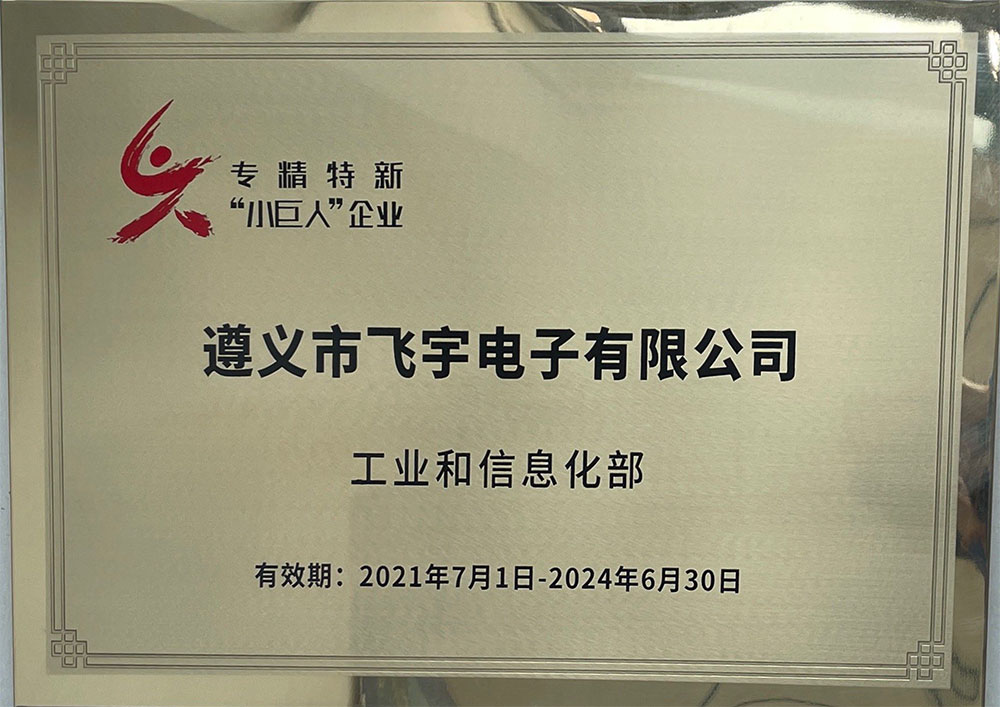 专精特新
“小巨人”企业
遵义市飞宇电子有限公司
工业和信息化部
有效期：2021年7月1日-2024年6月30日